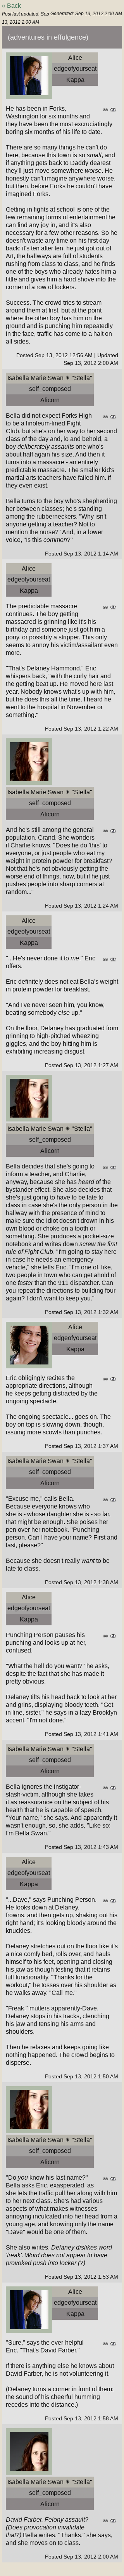 « Back
Post last updated: Sep 13, 2012 2:00 AM
Generated: Sep 13, 2012 2:00 AM
(adventures in effulgence)
Alice
edgeofyourseat
Kappa
He has been in Forks,
Washington for six months and
they have been the most excruciatingly
boring six months of his life to date.
There are so many things he can't do
here, because this town is so small, and
if anything gets back to Daddy dearest
they'll just move somewhere worse. He
honestly can't imagine somewhere worse,
but then, before Forks he couldn't have
imagined Forks.
Getting in fights at school is one of the
few reliable sources of entertainment he
can find any joy in, and it's also
necessary for his sobriety. And so today
he decides it's been long enough. So
down the hall after ten minutes out of
Art, the hallways are full of students
rushing from class to class, and he finds
one of the boys who already hates him a
little and gives him a nice shove into the
corner of a row of lockers.
Success. The crowd tries to stream
around them at first, but at the point
where the other boy has him on the
ground and is punching him repeatedly
in the face, traffic has come to a halt on
all sides.
Posted Sep 13, 2012 12:56 AM | Updated
Sep 13, 2012 2:00 AM
Isabella Marie Swan ✴ "Stella"
self_composed
Alicorn
Bella did not expect Forks High
to be a linoleum-lined Fight
Club, but she's on her way to her second
class of the day and, lo and behold, a
boy deliberately assaults one who's
about half again his size. And then it
turns into a massacre - an entirely
predictable massacre. The smaller kid's
martial arts teachers have failed him. If
they even exist.
Bella turns to the boy who's shepherding
her between classes; he's standing
among the rubberneckers. "Why isn't
anyone getting a teacher? Not to
mention the nurse?" And, in a lower
voice, "Is this common?"
Posted Sep 13, 2012 1:14 AM
Alice
edgeofyourseat
Kappa
The predictable massacre
continues. The boy getting
massacred is grinning like it's his
birthday and someone just got him a
pony, or possibly a stripper. This only
seems to annoy his victim/assailant even
more.
"That's Delaney Hammond," Eric
whispers back, "with the curly hair and
the getting beat up. He moved here last
year. Nobody knows what's up with him,
but he does this all the time. I heard he
went to the hospital in November or
something."
Posted Sep 13, 2012 1:22 AM
Isabella Marie Swan ✴ "Stella"
self_composed
Alicorn
And he's still among the general
population. Grand. She wonders
if Charlie knows. "Does he do this to
everyone, or just people who eat my
weight in protein powder for breakfast?
Not that he's not obviously getting the
worse end of things, now, but if he just
pushes people into sharp corners at
random..."
Posted Sep 13, 2012 1:24 AM
Alice
edgeofyourseat
Kappa
"...He's never done it to me," Eric
offers.
Eric definitely does not eat Bella's weight
in protein powder for breakfast.
"And I've never seen him, you know,
beating somebody else up."
On the floor, Delaney has graduated from
grinning to high-pitched wheezing
giggles, and the boy hitting him is
exhibiting increasing disgust.
Posted Sep 13, 2012 1:27 AM
Isabella Marie Swan ✴ "Stella"
self_composed
Alicorn
Bella decides that she's going to
inform a teacher, and Charlie,
anyway, because she has heard of the
bystander effect. She also decides that
she's just going to have to be late to
class in case she's the only person in the
hallway with the presence of mind to
make sure the idiot doesn't drown in his
own blood or choke on a tooth or
something. She produces a pocket-size
notebook and writes down screw the first
rule of Fight Club. "I'm going to stay here
in case we really do need an emergency
vehicle," she tells Eric. "I'm sort of, like,
two people in town who can get ahold of
one faster than the 911 dispatcher. Can
you repeat the directions to building four
again? I don't want to keep you."
Posted Sep 13, 2012 1:32 AM
Alice
edgeofyourseat
Kappa
Eric obligingly recites the
appropriate directions, although
he keeps getting distracted by the
ongoing spectacle.
The ongoing spectacle... goes on. The
boy on top is slowing down, though,
issuing more scowls than punches.
Posted Sep 13, 2012 1:37 AM
Isabella Marie Swan ✴ "Stella"
self_composed
Alicorn
"Excuse me," calls Bella.
Because everyone knows who
she is - whose daughter she is - so far,
that might be enough. She poises her
pen over her notebook. "Punching
person. Can I have your name? First and
last, please?"
Because she doesn't really want to be
late to class.
Posted Sep 13, 2012 1:38 AM
Alice
edgeofyourseat
Kappa
Punching Person pauses his
punching and looks up at her,
confused.
"What the hell do you want?" he asks,
despite the fact that she has made it
pretty obvious.
Delaney tilts his head back to look at her
and grins, displaying bloody teeth. "Get
in line, sister," he says in a lazy Brooklyn
accent, "I'm not done."
Posted Sep 13, 2012 1:41 AM
Isabella Marie Swan ✴ "Stella"
self_composed
Alicorn
Bella ignores the instigator-
slash-victim, although she takes
it as reassurance on the subject of his
health that he is capable of speech.
"Your name," she says. And apparently it
wasn't enough, so, she adds, "Like so:
I'm Bella Swan."
Posted Sep 13, 2012 1:43 AM
Alice
edgeofyourseat
Kappa
"...Dave," says Punching Person.
He looks down at Delaney,
frowns, and then gets up, shaking out his
right hand; it's looking around bloody the
knuckles.
Delaney stretches out on the floor like it's
a nice comfy bed, rolls over, and hauls
himself to his feet, opening and closing
his jaw as though testing that it retains
full functionality. "Thanks for the
workout," he tosses over his shoulder as
he walks away. "Call me."
"Freak," mutters apparently-Dave.
Delaney stops in his tracks, clenching
his jaw and tensing his arms and
shoulders.
Then he relaxes and keeps going like
nothing happened. The crowd begins to
disperse.
Posted Sep 13, 2012 1:50 AM
Isabella Marie Swan ✴ "Stella"
self_composed
Alicorn
"Do you know his last name?"
Bella asks Eric, exasperated, as
she lets the traffic pull her along with him
to her next class. She'd had various
aspects of what makes witnesses
annoying inculcated into her head from a
young age, and knowing only the name
"Dave" would be one of them.
She also writes, Delaney dislikes word
'freak'. Word does not appear to have
provoked push into locker (?)
Posted Sep 13, 2012 1:53 AM
Alice
edgeofyourseat
Kappa
"Sure," says the ever-helpful
Eric. "That's David Farber."
If there is anything else he knows about
David Farber, he is not volunteering it.
(Delaney turns a corner in front of them;
the sound of his cheerful humming
recedes into the distance.)
Posted Sep 13, 2012 1:58 AM
Isabella Marie Swan ✴ "Stella"
self_composed
Alicorn
David Farber. Felony assault?
(Does provocation invalidate
that?) Bella writes. "Thanks," she says,
and she moves on to class.
Posted Sep 13, 2012 2:00 AM